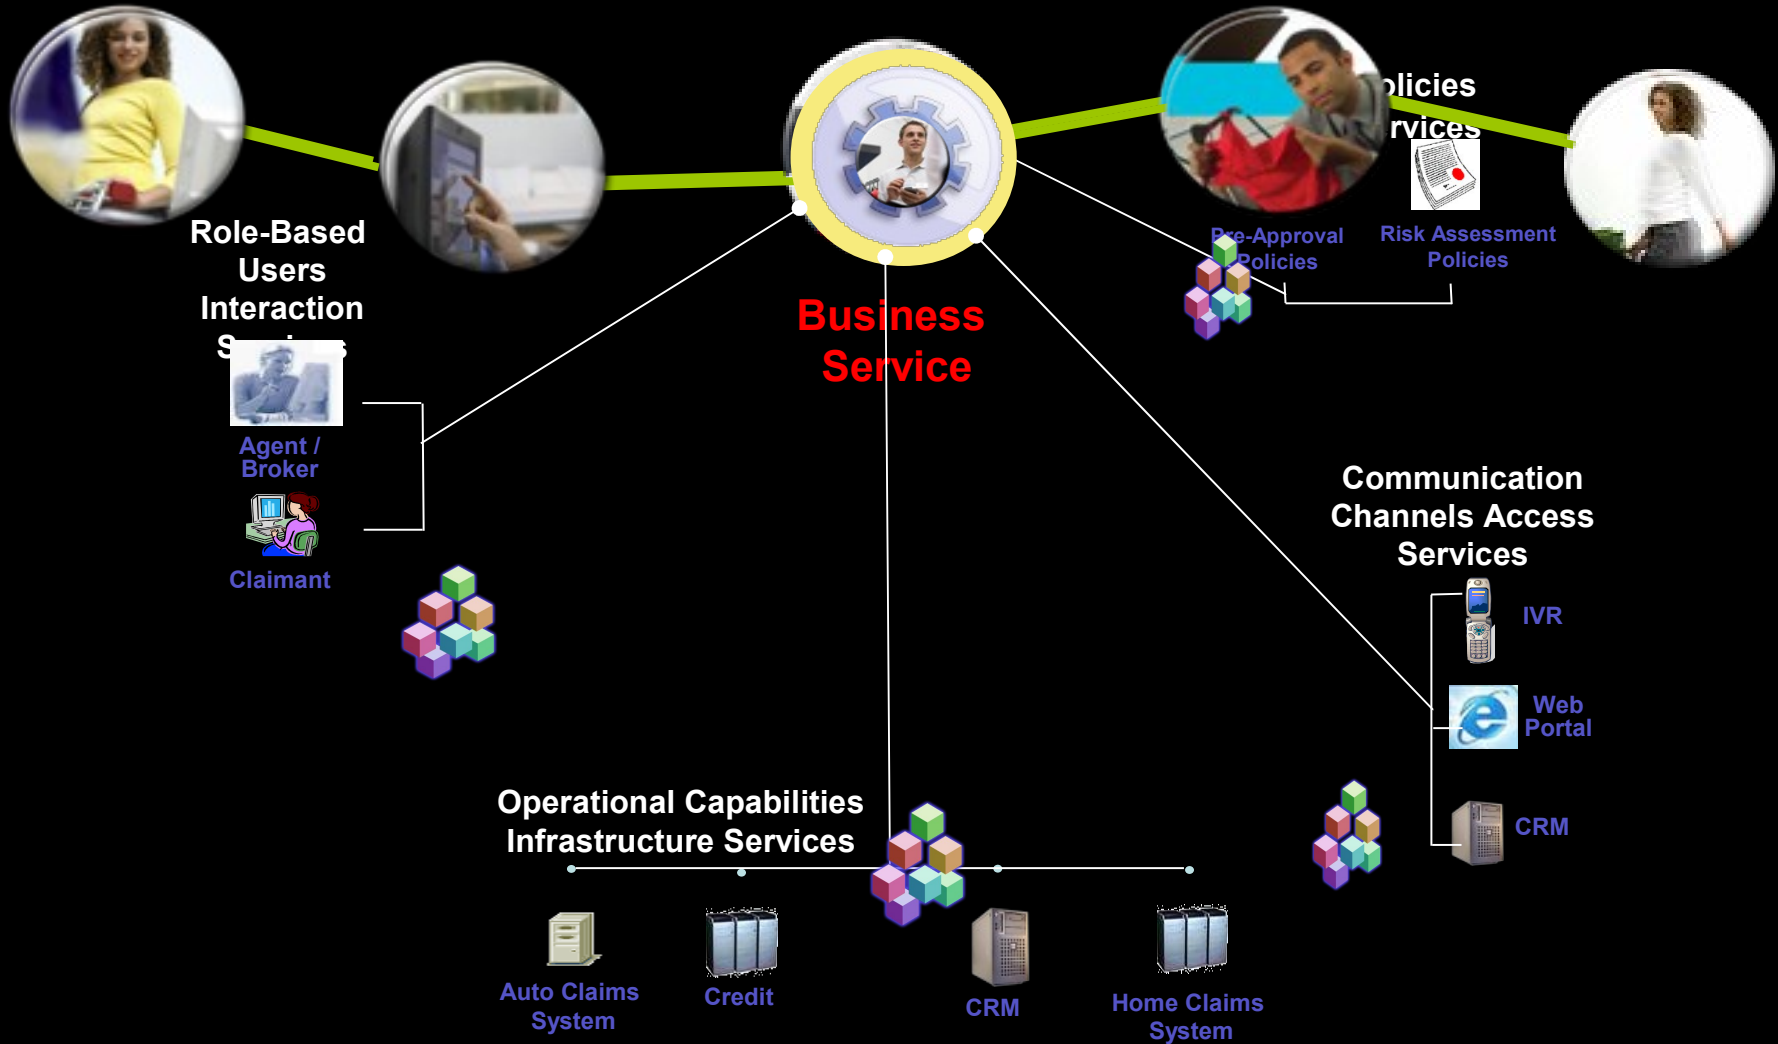 olicies
rvices
Role-Based
Users
Interaction
Pre-Approval
Policies
Risk Assessment
Policies
Business
Service
Agent /
Broker
Claimant
Communication
Channels Access
Services
IVR
Web
Portal
CRM
Operational Capabilities
Infrastructure Services
Auto Claims
System
Credit
CRM
Home Claims
System